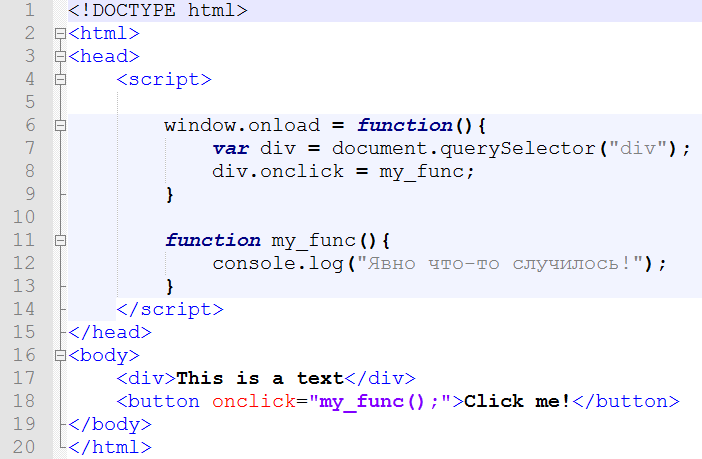 1 <!DOCTYPE html>
2 <html>
3 <head>
4 <script>
5
6 window.onload = function(){
7 var div = document.querySelector("div");
8 div.onclick = my_func;
9 }
10
11 function my_func(){
12 console.log("Явно что-то случилось!");
13 }
14 </script>
15 </head>
16 <body>
17 <div>This is a text</div>
18 <button onclick="my_func();">Click me!</button>
19 </body>
20 </html>